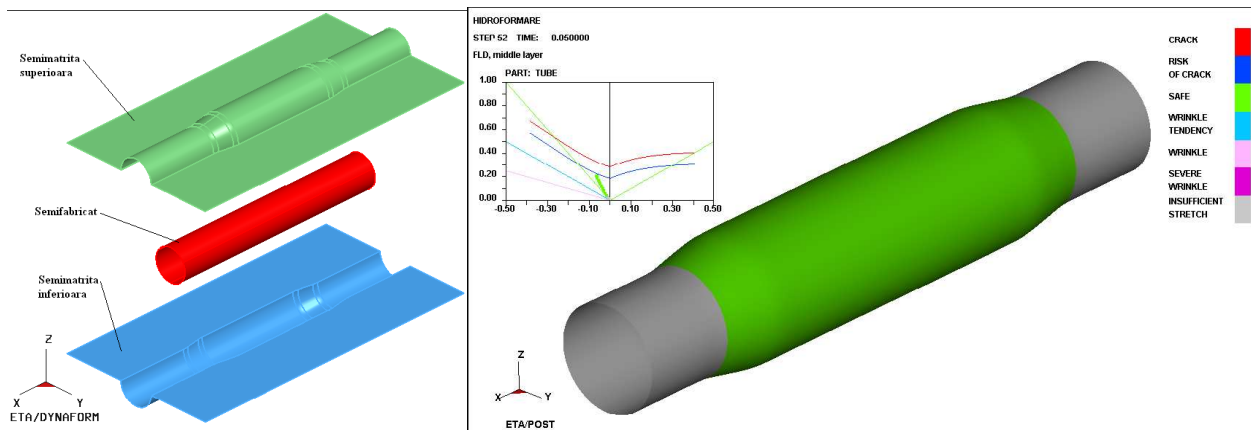 Semimatrita
superioara
Semifabricat
Semimatrita
inferioara
Z
X
Y
ETA/DYNAFORM
HIDROFORMARE
STEP 52 TIME: 0.050000
FLD, middle layer
PART: TUBE
1.00
0.80
0.60
0.40
0.20
0.00
-0.50
-0.30
-0.10
0.10
0.30
0.50
Z
X
Y
ETA/POST
CRACK
RISK
OF CRACK
SAFE
WRINKLE
TENDENCY
WRINKLE
SEVERE
WRINKLE
INSUFFICIENT
STRETCH